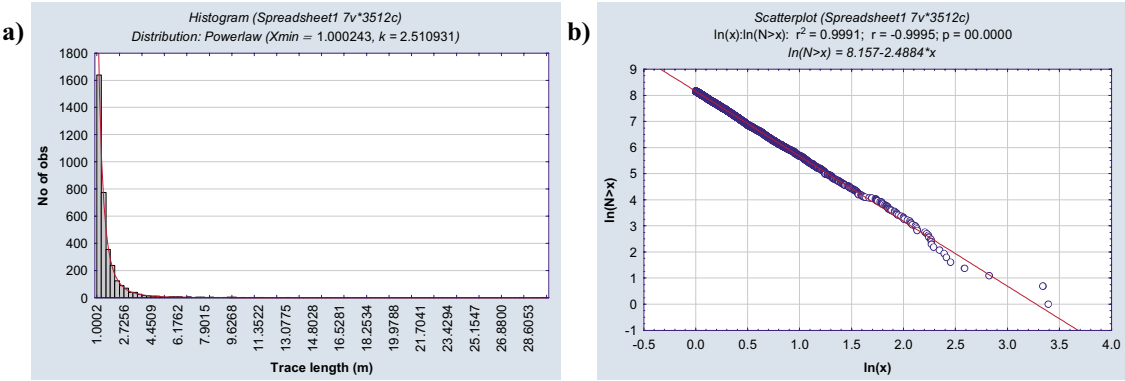 a)
Histogram (Spreadsheet1 7v*3512c)
Distribution: Powerlaw (Xmin = 1.000243, k = 2.510931)
No of obs
1800
1600
1400
1200
1000
800
600
400
200
0
1.0002 2.7256 4.4509 6.1762 7.9015 9.6268 11.3522 13.0775 14.8028 16.5281 18.2534 19.9788 21.7041 23.4294 25.1547 26.8800 28.6053
Trace length (m)
b)
Scatterplot (Spreadsheet1 7v*3512c)
ln(x):ln(N>x): r² = 0.9991; r = -0.9995; p = 00.0000
ln(N>x) = 8.157-2.4884*x
ln(N>x)
9
8
7
6
5
4
3
2
1
0
-1
-0.5 0.0 0.5 1.0 1.5 2.0 2.5 3.0 3.5 4.0
ln(x)